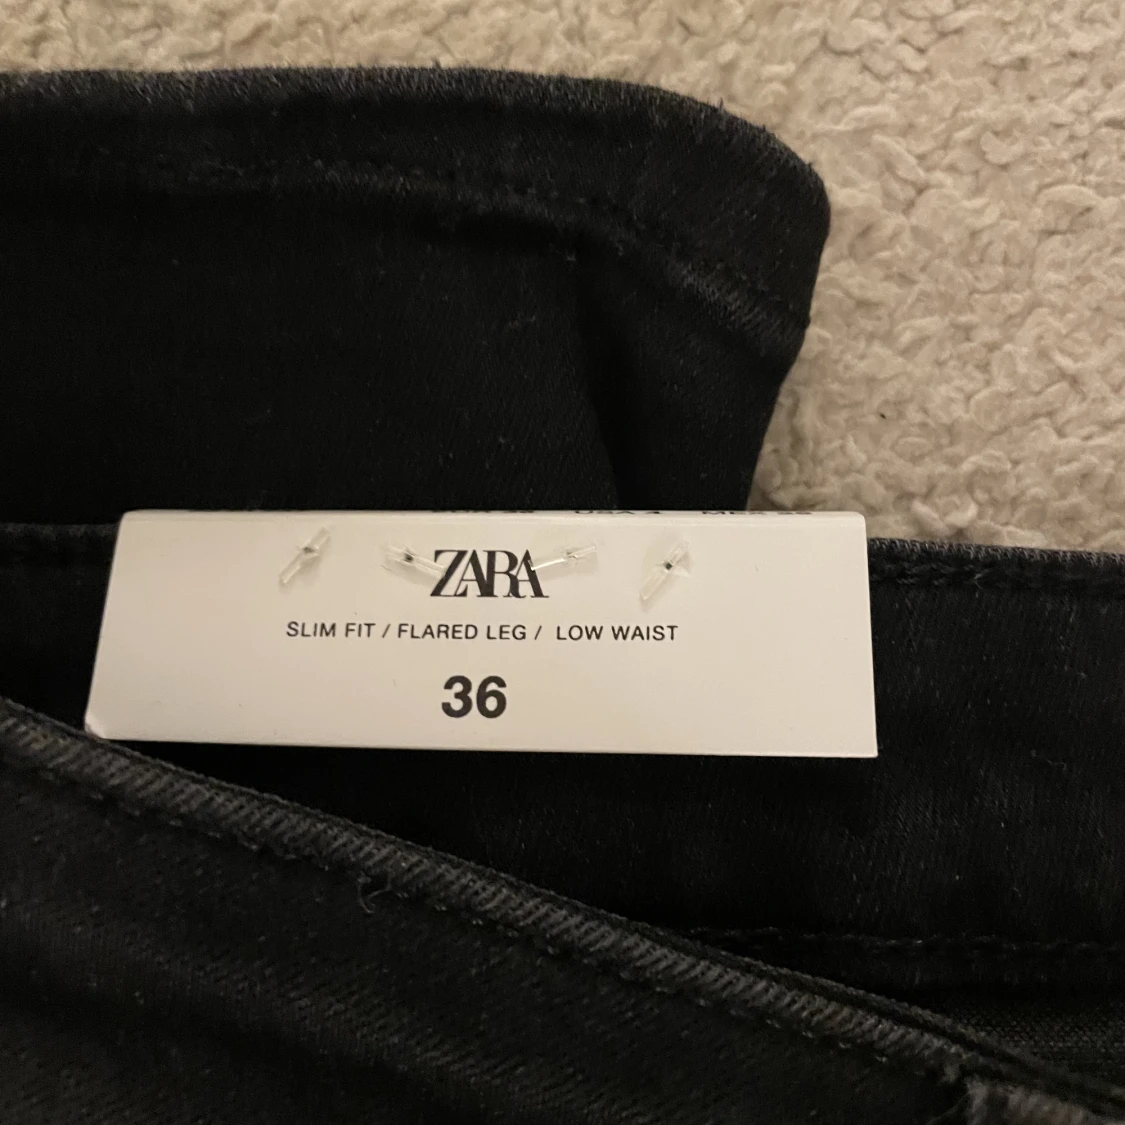 ZARA
SLIM FIT / FLARED LEG / LOW WAIST
36